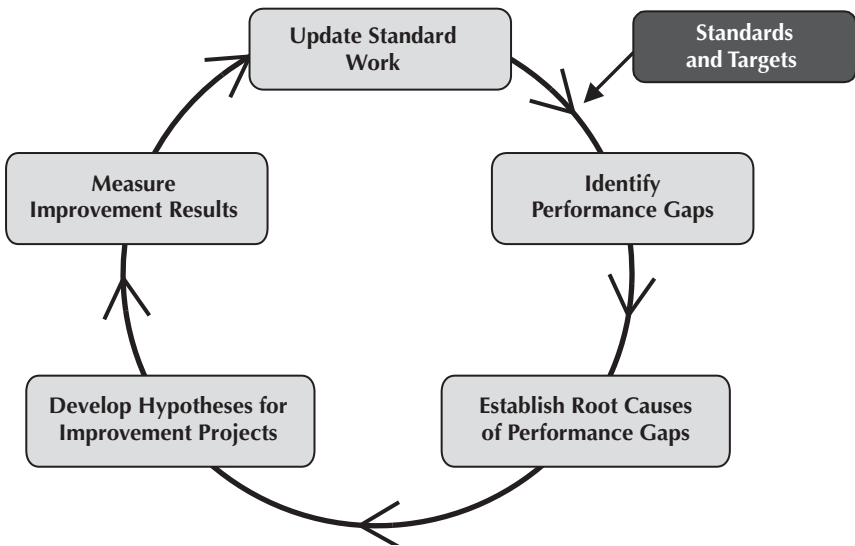 Update Standard
Work
Standards
and Targets
Identify
Performance Gaps
Establish Root Causes
of Performance Gaps
Develop Hypotheses for
Improvement Projects
Measure
Improvement Results